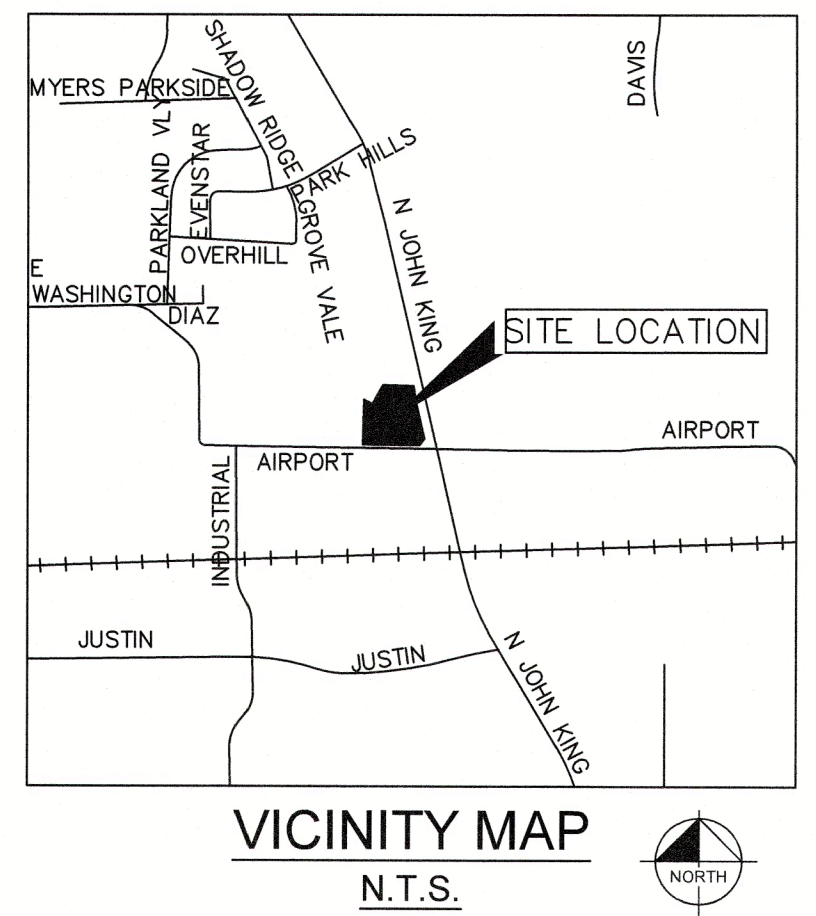 SHADOW RIDGE
DAVIS
MYERS PARKSIDE
PARKLAND VLY
EVENSTAR
PARK HILLS
GROVE VALE
N JOHN KING
OVERHILL
E
WASHINGTON
DIAZ
SITE LOCATION
AIRPORT
AIRPORT
INDUSTRIAL
JUSTIN
JUSTIN
N JOHN KING
VICINITY MAP
N.T.S.
NORTH